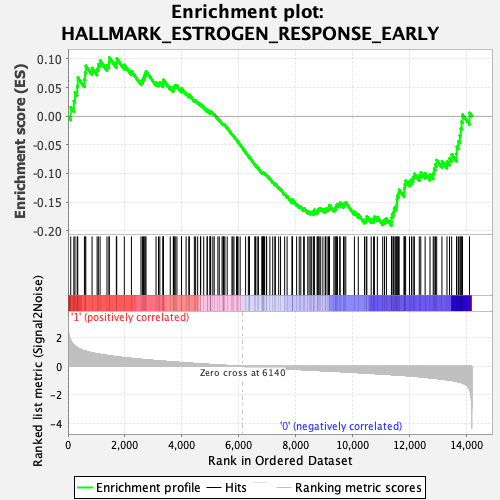 Enrichment plot:
HALLMARK_ESTROGEN_RESPONSE_EARLY
Enrichment score (ES)
0.10
0.05
0.00
-0.05
-0.10
-0.15
-0.20
'1' (positively correlated)
Ranked list metric (Signal2Noise)
2
0
-2
-4
Zero cross at 6140
'0' (negatively correlated)
0
2,000
4,000
6,000
8,000
10,000
12,000
14,000
Rank in Ordered Dataset
Enrichment profile
Hits
Ranking metric scores